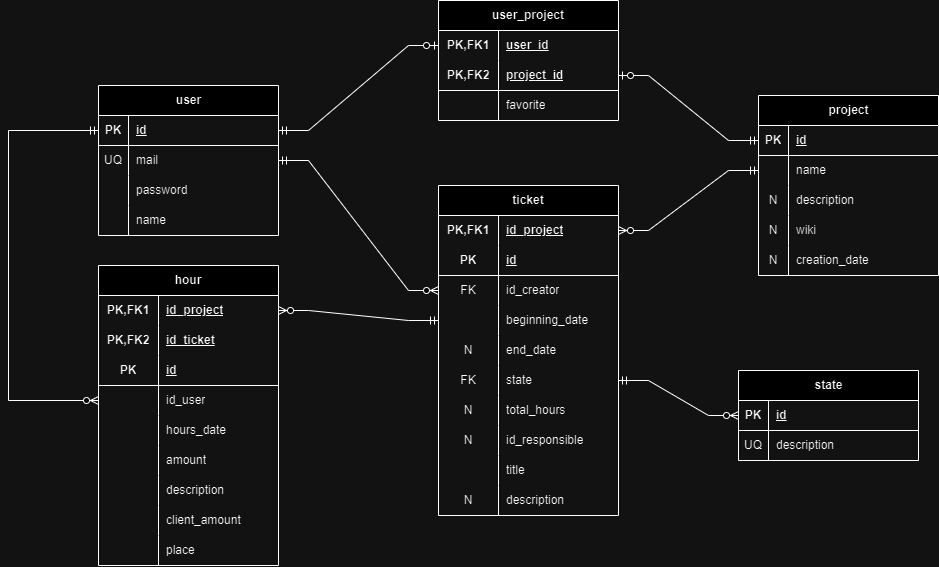 user_project
PK,FK1 user_id
PK,FK2 project_id
favorite
user
PK id
UQ mail
password
name
project
PK id
name
N description
N wiki
N creation_date
ticket
PK,FK1 id_project
PK id
FK id_creator
beginning_date
N end_date
FK state
N total_hours
N id_responsible
title
N description
hour
PK,FK1 id_project
PK,FK2 id_ticket
PK id
id_user
hours_date
amount
description
client_amount
place
state
PK id
UQ description